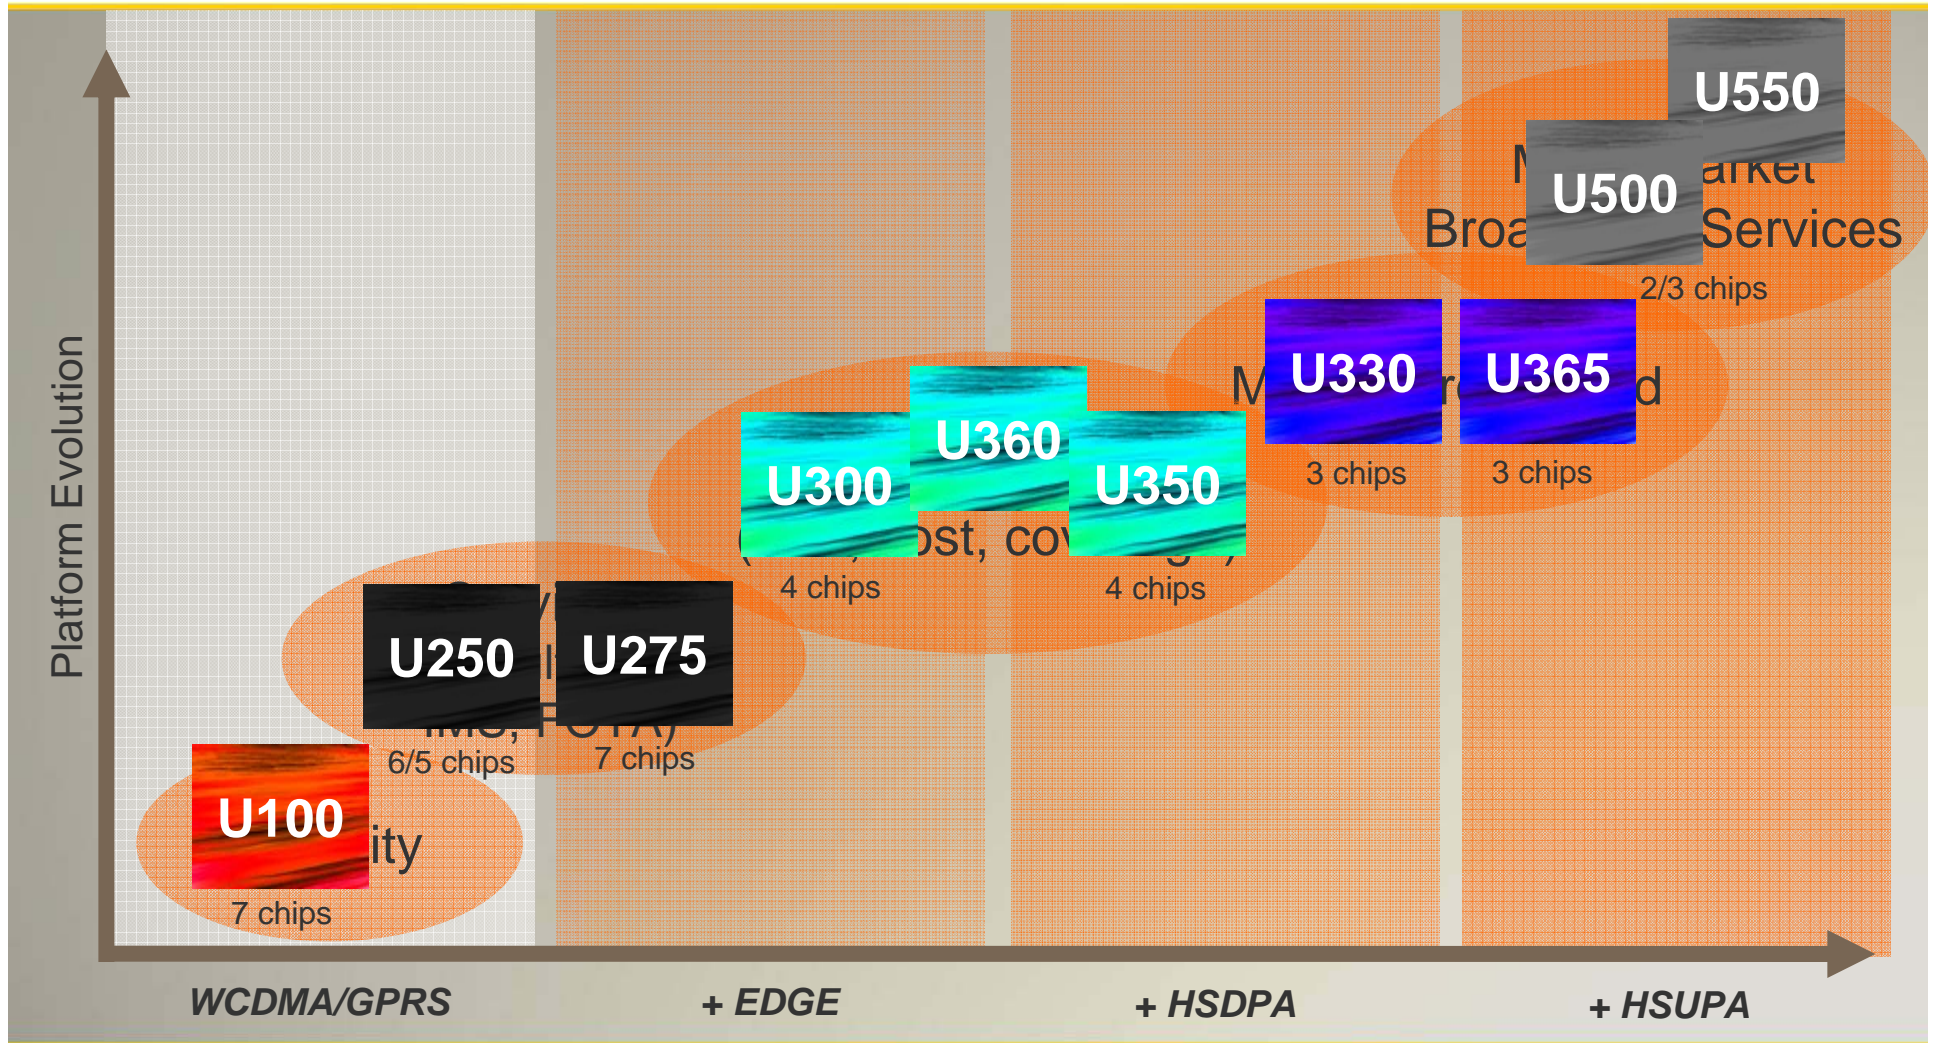 Platform Evolution
U550
U500
Services
2/3 chips
U330
U365
3 chips
3 chips
U360
U300
U350
4 chips
4 chips
U250
U275
6/5 chips
7 chips
U100
7 chips
WCDMA/GPRS
+ EDGE
+ HSDPA
+ HSUPA